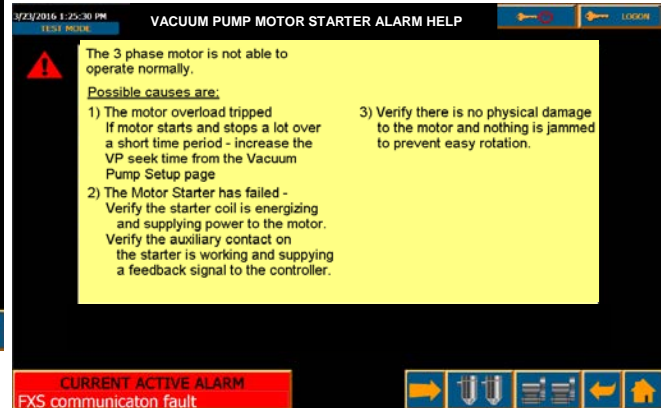 3/23/2016 1:25:30 PM
TEST MODE
VACUUM PUMP MOTOR STARTER ALARM HELP
LOGON
The 3 phase motor is not able to
operate normally.
Possible causes are:
1) The motor overload tripped
If motor starts and stops a lot over
a short time period - increase the
VP seek time from the Vacuum
Pump Setup page
2) The Motor Starter has failed -
Verify the starter coil is energizing
and supplying power to the motor.
Verify the auxiliary contact on
the starter is working and suppying
a feedback signal to the controller.
3) Verify there is no physical damage
to the motor and nothing is jammed
to prevent easy rotation.
CURRENT ACTIVE ALARM
FXS communicaton fault